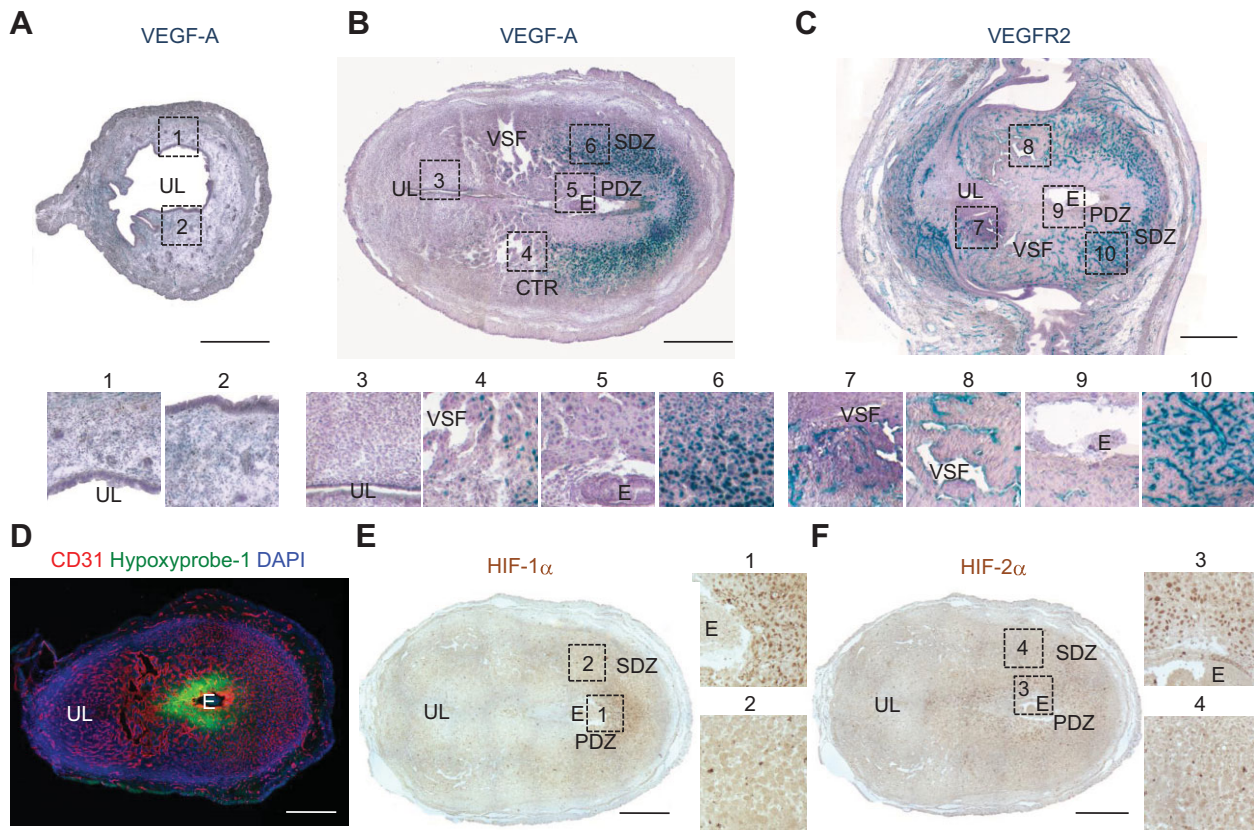 A
VEGF-A
1
UL
2
1
2
UL
B
VEGF-A
VSF
6
SDZ
3
UL
5
PDZ
E
4
CTR
3
4
5
6
VSF
UL
E
C
VEGFR2
8
UL
E
9
PDZ
7
SDZ
VSF
10
7
8
9
10
VSF
E
VSF
D
CD31 Hypoxyprobe-1 DAPI
E
UL
E
HIF-1α
2
SDZ
UL
E
1
PDZ
1
E
2
F
HIF-2α
4
SDZ
3
UL
E
PDZ
3
E
4